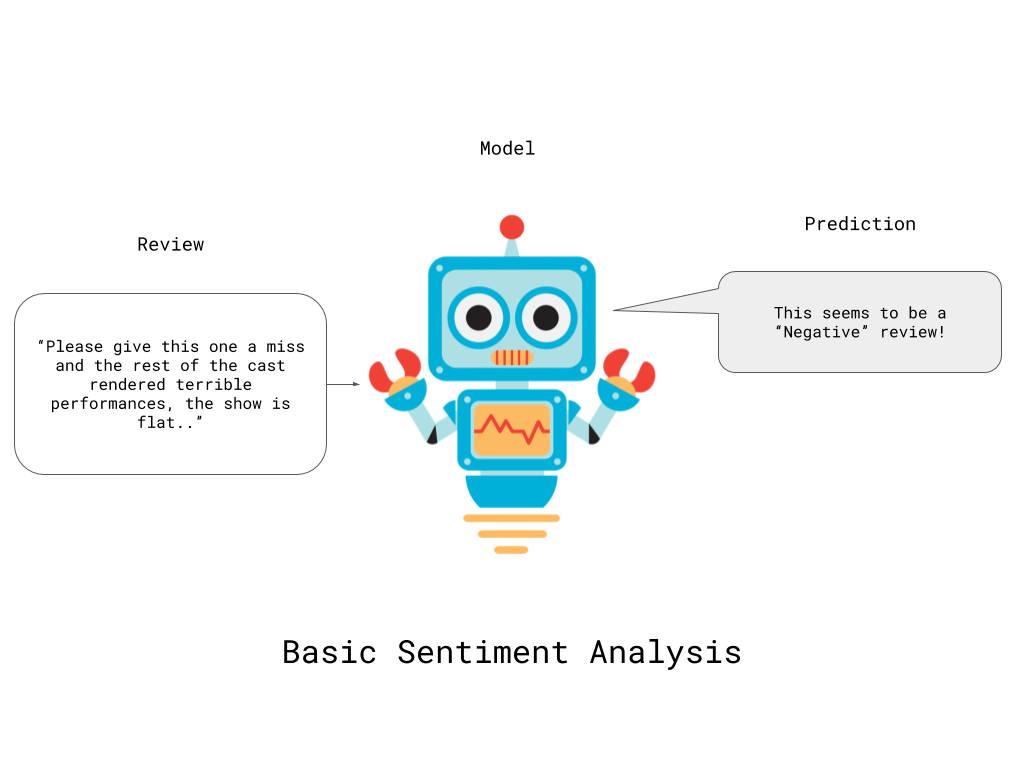 Model
Review
Prediction
“Please give this one a miss
and the rest of the cast
rendered terrible
performances, the show is
flat..”
This seems to be a
“Negative” review!
Basic Sentiment Analysis